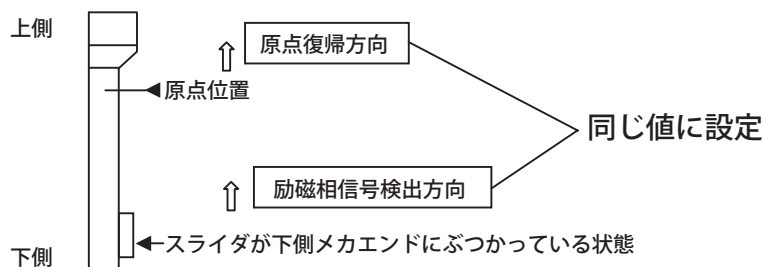 上側
原点復帰方向
原点位置
同じ値に設定
励磁相信号検出方向
スライダが下側メカエンドにぶつかっている状態
下側